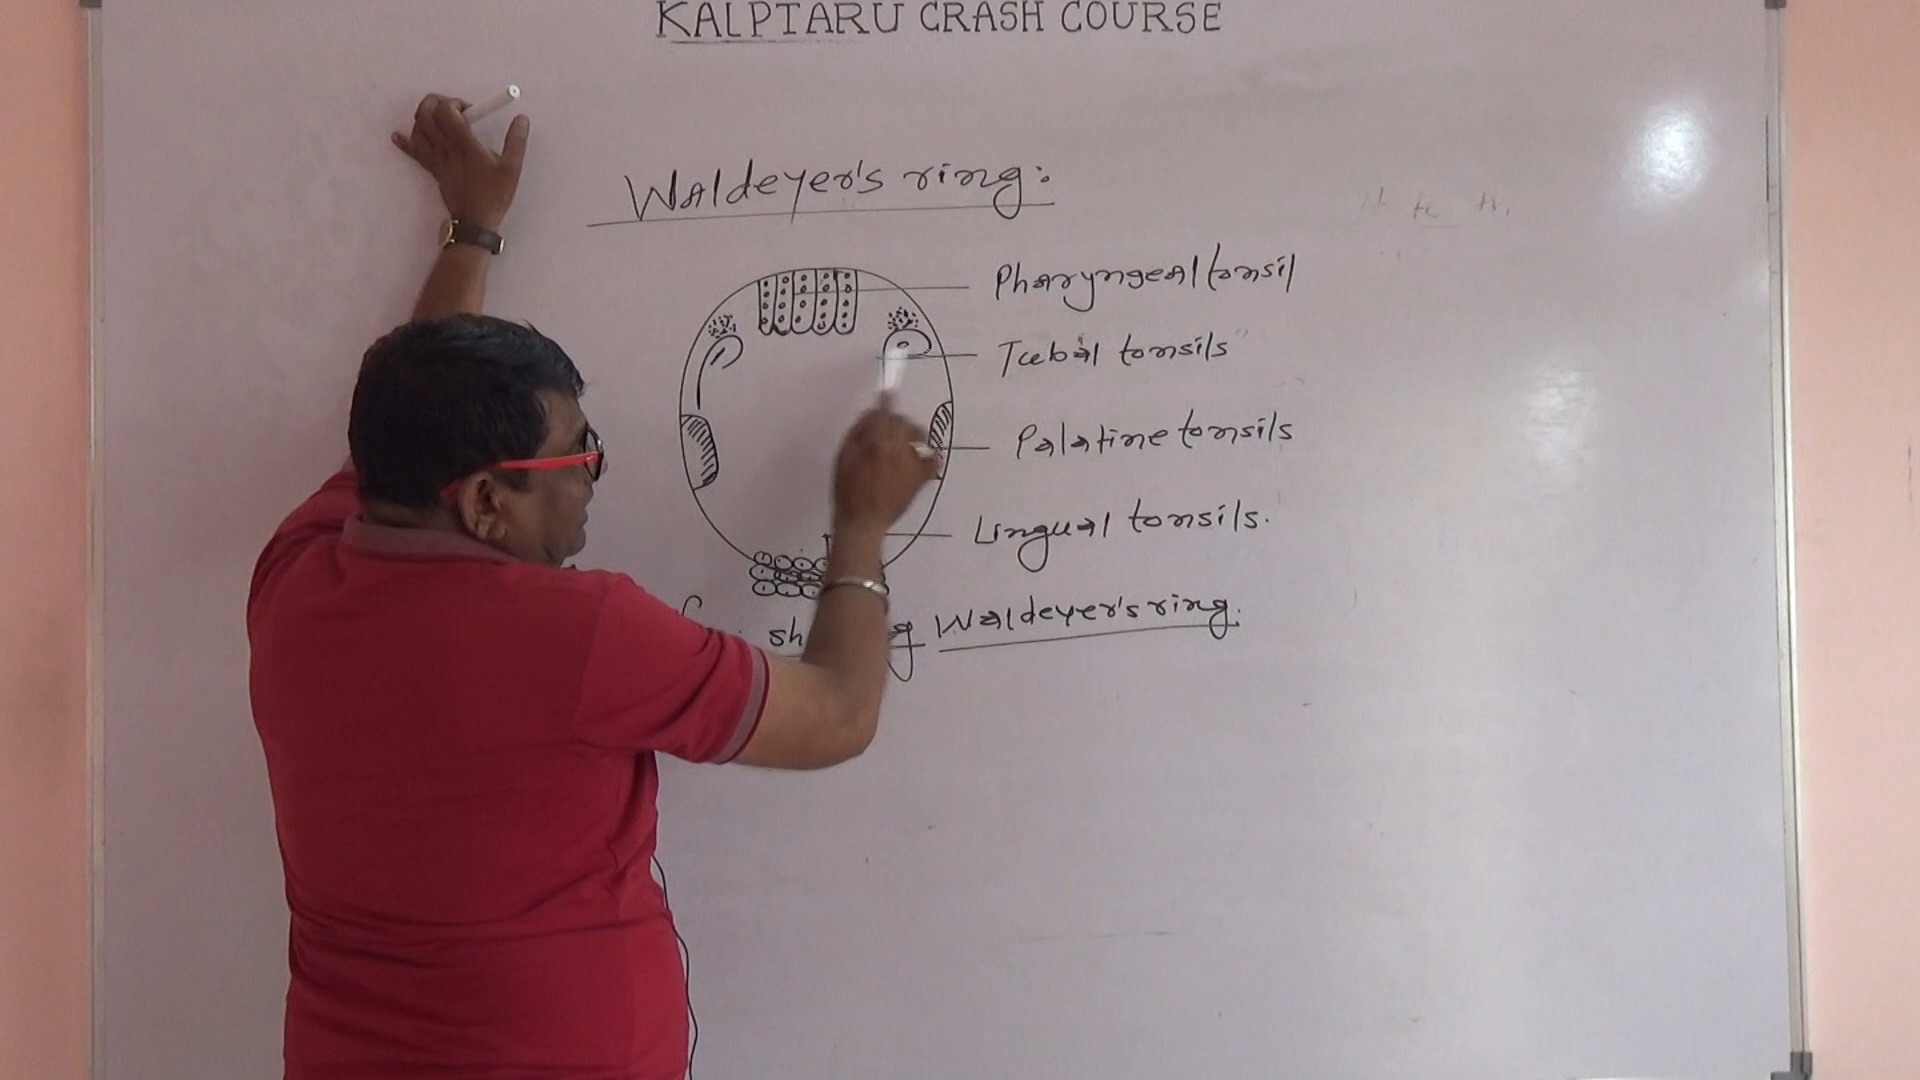 KALPTARU CRASH COURSE
Waldeyer's ring:
Pharyngeal tonsil
Tubal tonsils
Palatine tonsils
Lingual tonsils.
Waldeyer's ring.